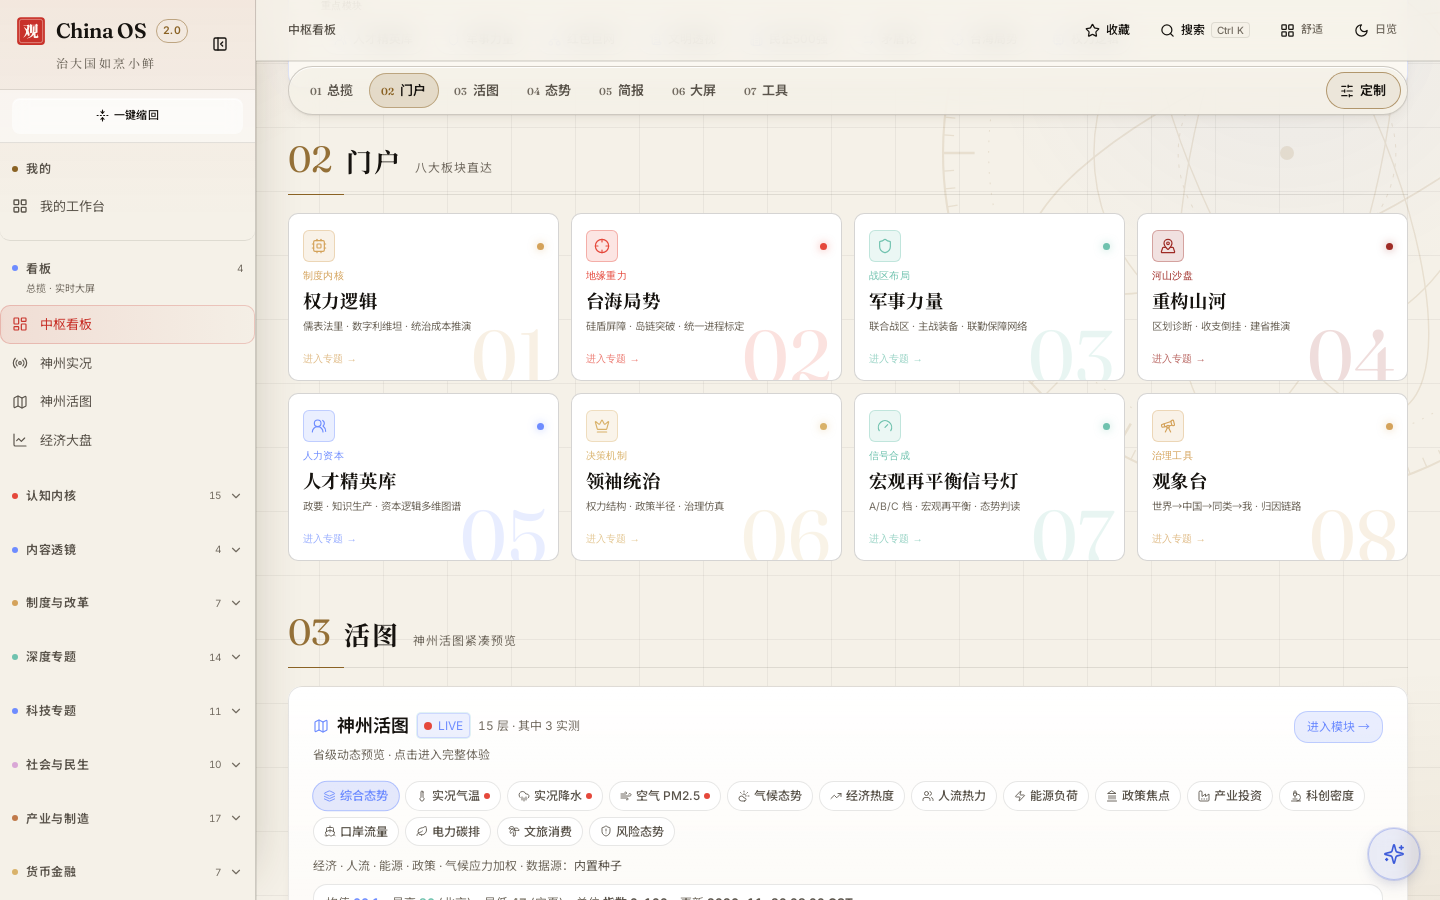 观 China OS 2.0
治大国如烹小鲜
一键缩回
我的
我的工作台
看板 4
总揽 · 实时大屏
中枢看板
神州实况
神州活图
经济大盘
认知内核 15
内容透镜 4
制度与改革 7
深度专题 14
科技专题 11
社会与民生 10
产业与制造 17
货币金融 7
中枢看板
收藏 搜索 Ctrl K 舒适 日览
01 总揽 02 门户 03 活图 04 态势 05 简报 06 大屏 07 工具 定制
02 门户 八大板块直达
制度内核
权力逻辑
儒表法里 · 数字利维坦 · 统治成本推演
进入专题 → 01
地缘重力
台海局势
硅盾屏障 · 岛链突破 · 统一进程标定
进入专题 → 02
战区布局
军事力量
联合战区 · 主战装备 · 联勤保障网络
进入专题 → 03
河山沙盘
重构山河
区划诊断 · 收支倒挂 · 建省推演
进入专题 → 04
人力资本
人才精英库
政要 · 知识生产 · 资本逻辑多维图谱
进入专题 → 05
决策机制
领袖统治
权力结构 · 政策半径 · 治理仿真
进入专题 → 06
信号合成
宏观再平衡信号灯
A/B/C 档 · 宏观再平衡 · 态势判读
进入专题 → 07
治理工具
观象台
世界→中国→同类→我 · 归因链路
进入专题 → 08
03 活图 神州活图紧凑预览
神州活图 LIVE 15 层 · 其中 3 实测 进入模块 →
省级动态预览 · 点击进入完整体验
综合态势 实况气温 实况降水 空气 PM2.5 气候态势 经济热度 人流热力 能源负荷 政策焦点 产业投资 科创密度
口岸流量 电力碳排 文旅消费 风险态势
经济 · 人流 · 能源 · 政策 · 气候应力加权 · 数据源：内置种子